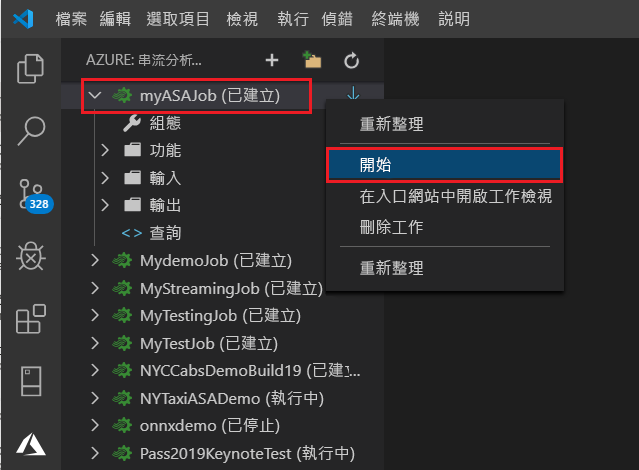 檔案 編輯 選取項目 檢視 執行 偵錯 終端機 説明
AZURE: 串流分析...
myASAJob (已建立)
組態
功能
輸入
輸出
<> 查詢
MydemoJob (已建立)
MyStreamingJob (已建立)
MyTestingJob (已建立)
MyTestJob (已建立)
NYCCabsDemoBuild19 (已建立...
NYTaxiASADemo (執行中)
onnxdemo (已停止)
Pass2019KeynoteTest (執行中)
重新整理
開始
在入口網站中開啟工作檢視
刪除工作
重新整理
328